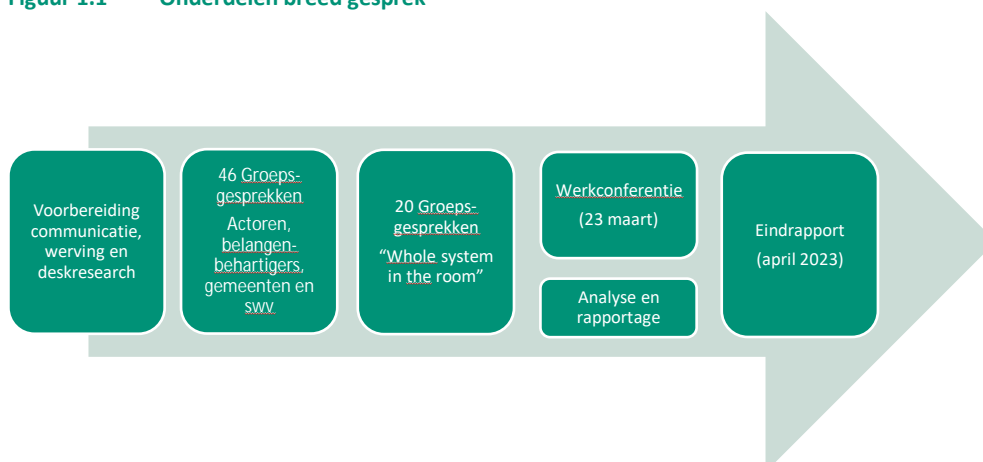 Figuur 1.1 Onderdelen breed gesprek
Voorbereiding
communicatie,
werving en
deskresearch
46 Groeps-
gesprekken
Actoren,
belangen-
behartigers,
gemeenten en
swv
20 Groeps-
gesprekken
“Whole system
in the room”
Werkconferentie
(23 maart)
Analyse en
rapportage
Eindrapport
(april 2023)